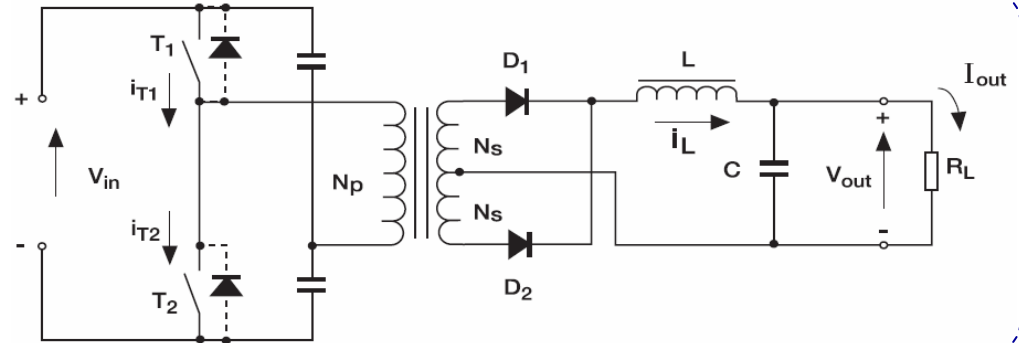 T1
iT1
+
Vin
-
iT2
T2
Np
Ns
Ns
D1
D2
L
iL
C
+
Vout
-
Iout
RL